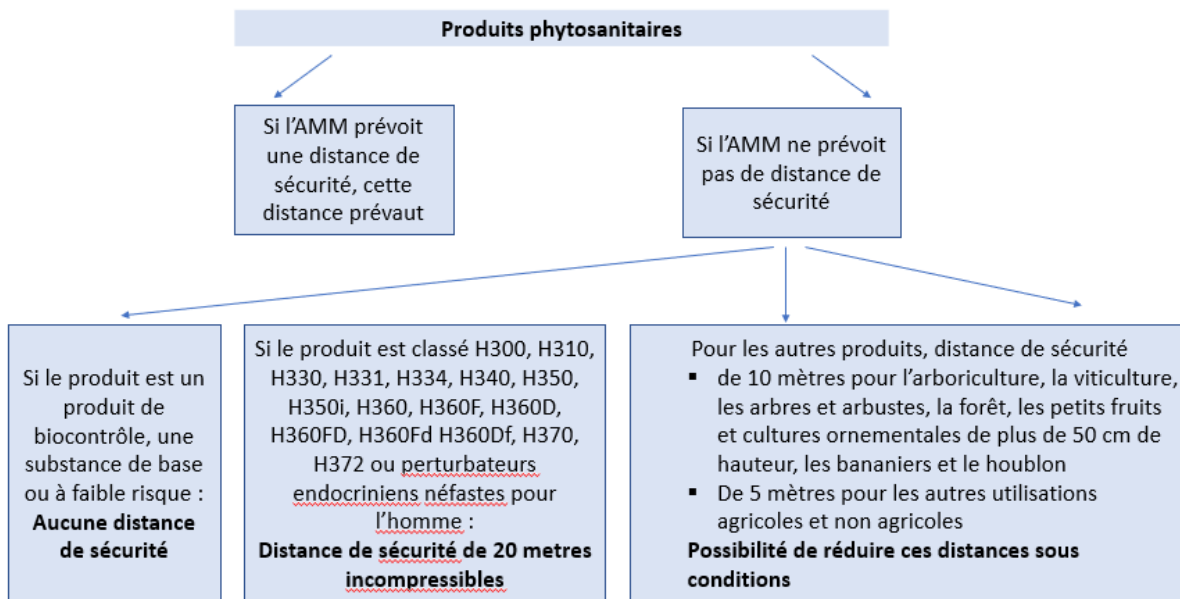 Produits phytosanitaires
Si l’AMM prévoit
une distance de
sécurité, cette
distance prévaut
Si l’AMM ne prévoit
pas de distance de
sécurité
Si le produit est un
produit de
biocontrôle, une
substance de base
ou à faible risque :
Aucune distance
de sécurité
Si le produit est classé H300, H310,
H330, H331, H334, H340, H350,
H350i, H360, H360F, H360D,
H360FD, H360Fd H360Df, H370,
H372 ou perturbateurs
endocriniens néfastes pour
l’homme :
Distance de sécurité de 20 metres
incompressibles
Pour les autres produits, distance de sécurité
▪ de 10 mètres pour l’arboriculture, la viticulture,
les arbres et arbustes, la forêt, les petits fruits
et cultures ornementales de plus de 50 cm de
hauteur, les bananiers et le houblon
▪ De 5 mètres pour les autres utilisations
agricoles et non agricoles
Possibilité de réduire ces distances sous
conditions